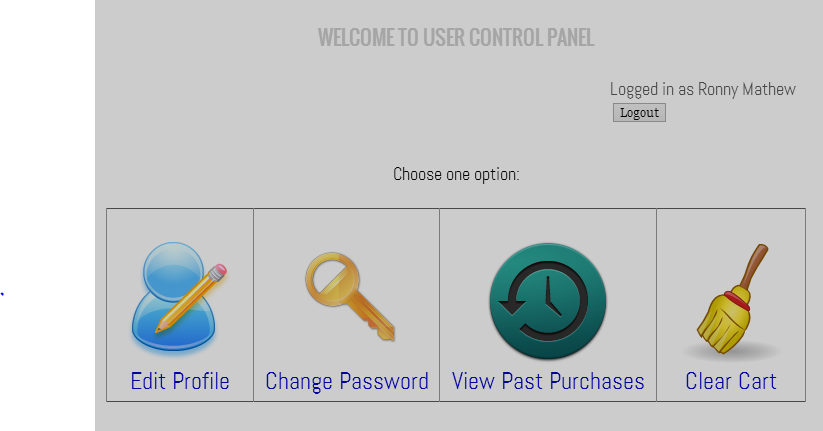 WELCOME TO USER CONTROL PANEL
Logged in as Ronny Mathew
Logout
Choose one option:
Edit Profile Change Password View Past Purchases Clear Cart